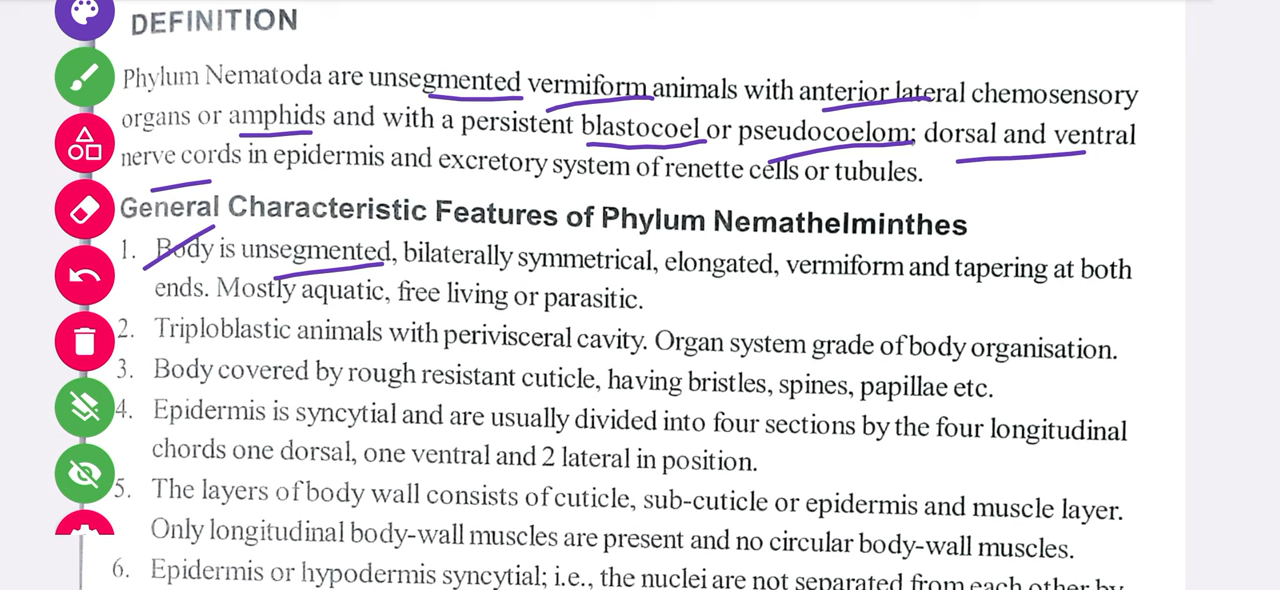 DEFINITION
Phylum Nematoda are unsegmented vermiform animals with anterior lateral chemosensory
organs or amphids and with a persistent blastocoel or pseudocoelom; dorsal and ventral
nerve cords in epidermis and excretory system of renette cells or tubules.
General Characteristic Features of Phylum Nemathelminthes
1. Body is unsegmented, bilaterally symmetrical, elongated, vermiform and tapering at both
ends. Mostly aquatic, free living or parasitic.
2. Triploblastic animals with perivisceral cavity. Organ system grade of body organisation.
3. Body covered by rough resistant cuticle, having bristles, spines, papillae etc.
4. Epidermis is syncytial and are usually divided into four sections by the four longitudinal
chords one dorsal, one ventral and 2 lateral in position.
5. The layers of body wall consists of cuticle, sub-cuticle or epidermis and muscle layer.
Only longitudinal body-wall muscles are present and no circular body-wall muscles.
6. Epidermis or hypodermis syncytial; i.e., the nuclei are not separated from each other by